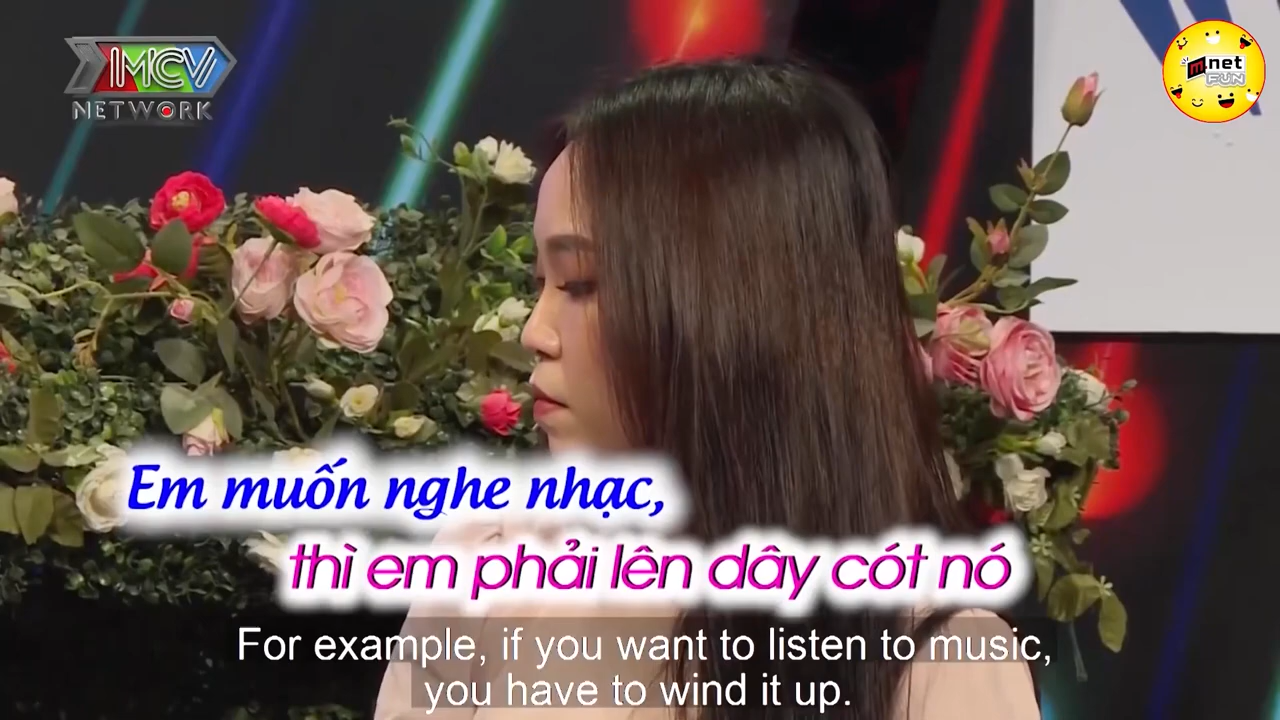 MCV
NETWORK
mnet
FUN
Em muốn nghe nhạc,
thì em phải lên dây cót nó
For example, if you want to listen to music,
you have to wind it up.